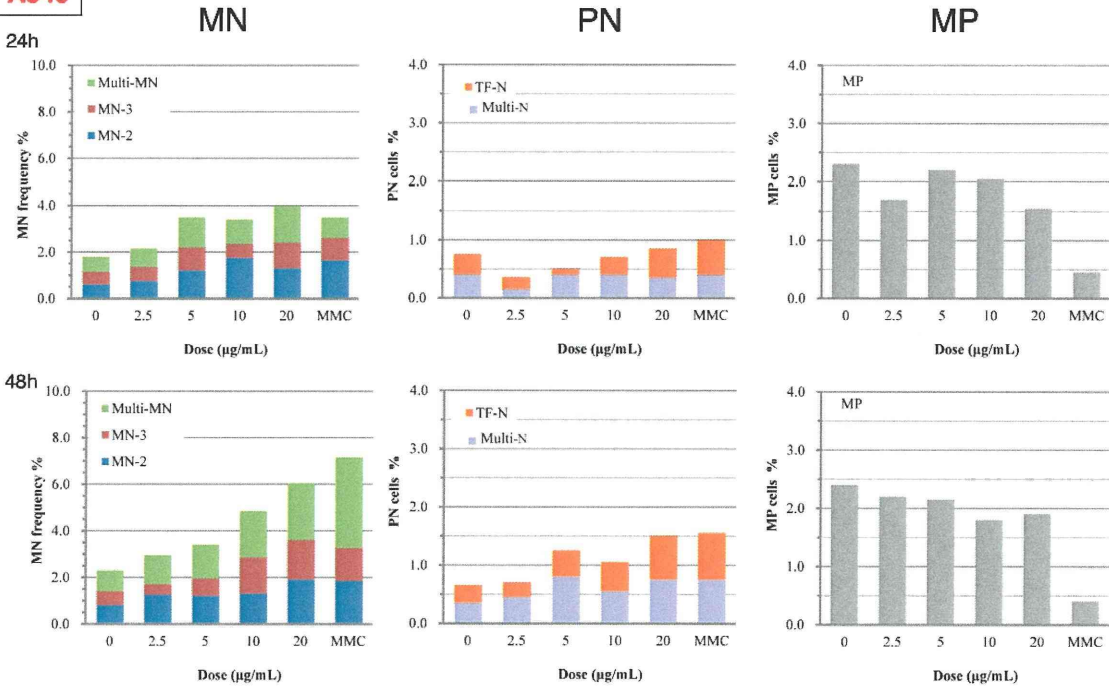 MN
PN
MP
24h
10.0
8.0
6.0
4.0
2.0
0.0
MN frequency %
Multi-MN
MN-3
MN-2
0 2.5 5 10 20 MMC
Dose (µg/mL)
4.0
3.0
2.0
1.0
0.0
PN cells %
TF-N
Multi-N
0 2.5 5 10 20 MMC
Dose (µg/mL)
4.0
3.0
2.0
1.0
0.0
MP cells %
MP
0 2.5 5 10 20 MMC
Dose (µg/mL)
48h
10.0
8.0
6.0
4.0
2.0
0.0
MN frequency %
Multi-MN
MN-3
MN-2
0 2.5 5 10 20 MMC
Dose (µg/mL)
4.0
3.0
2.0
1.0
0.0
PN cells %
TF-N
Multi-N
0 2.5 5 10 20 MMC
Dose (µg/mL)
4.0
3.0
2.0
1.0
0.0
MP cells %
MP
0 2.5 5 10 20 MMC
Dose (µg/mL)